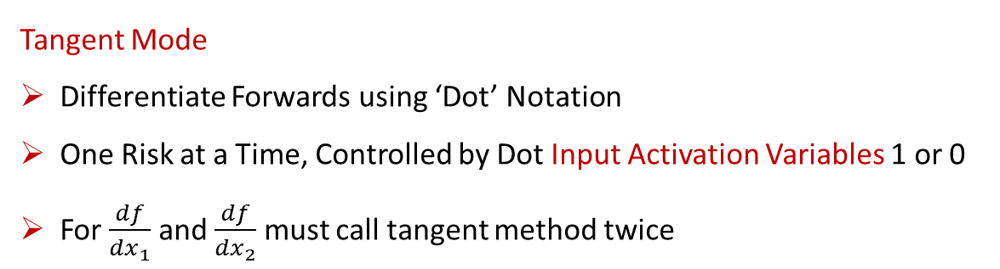 Tangent Mode
➢ Differentiate Forwards using ‘Dot’ Notation
➢ One Risk at a Time, Controlled by Dot Input Activation Variables 1 or 0
➢ For $\frac{df}{dx_1}$ and $\frac{df}{dx_2}$ must call tangent method twice